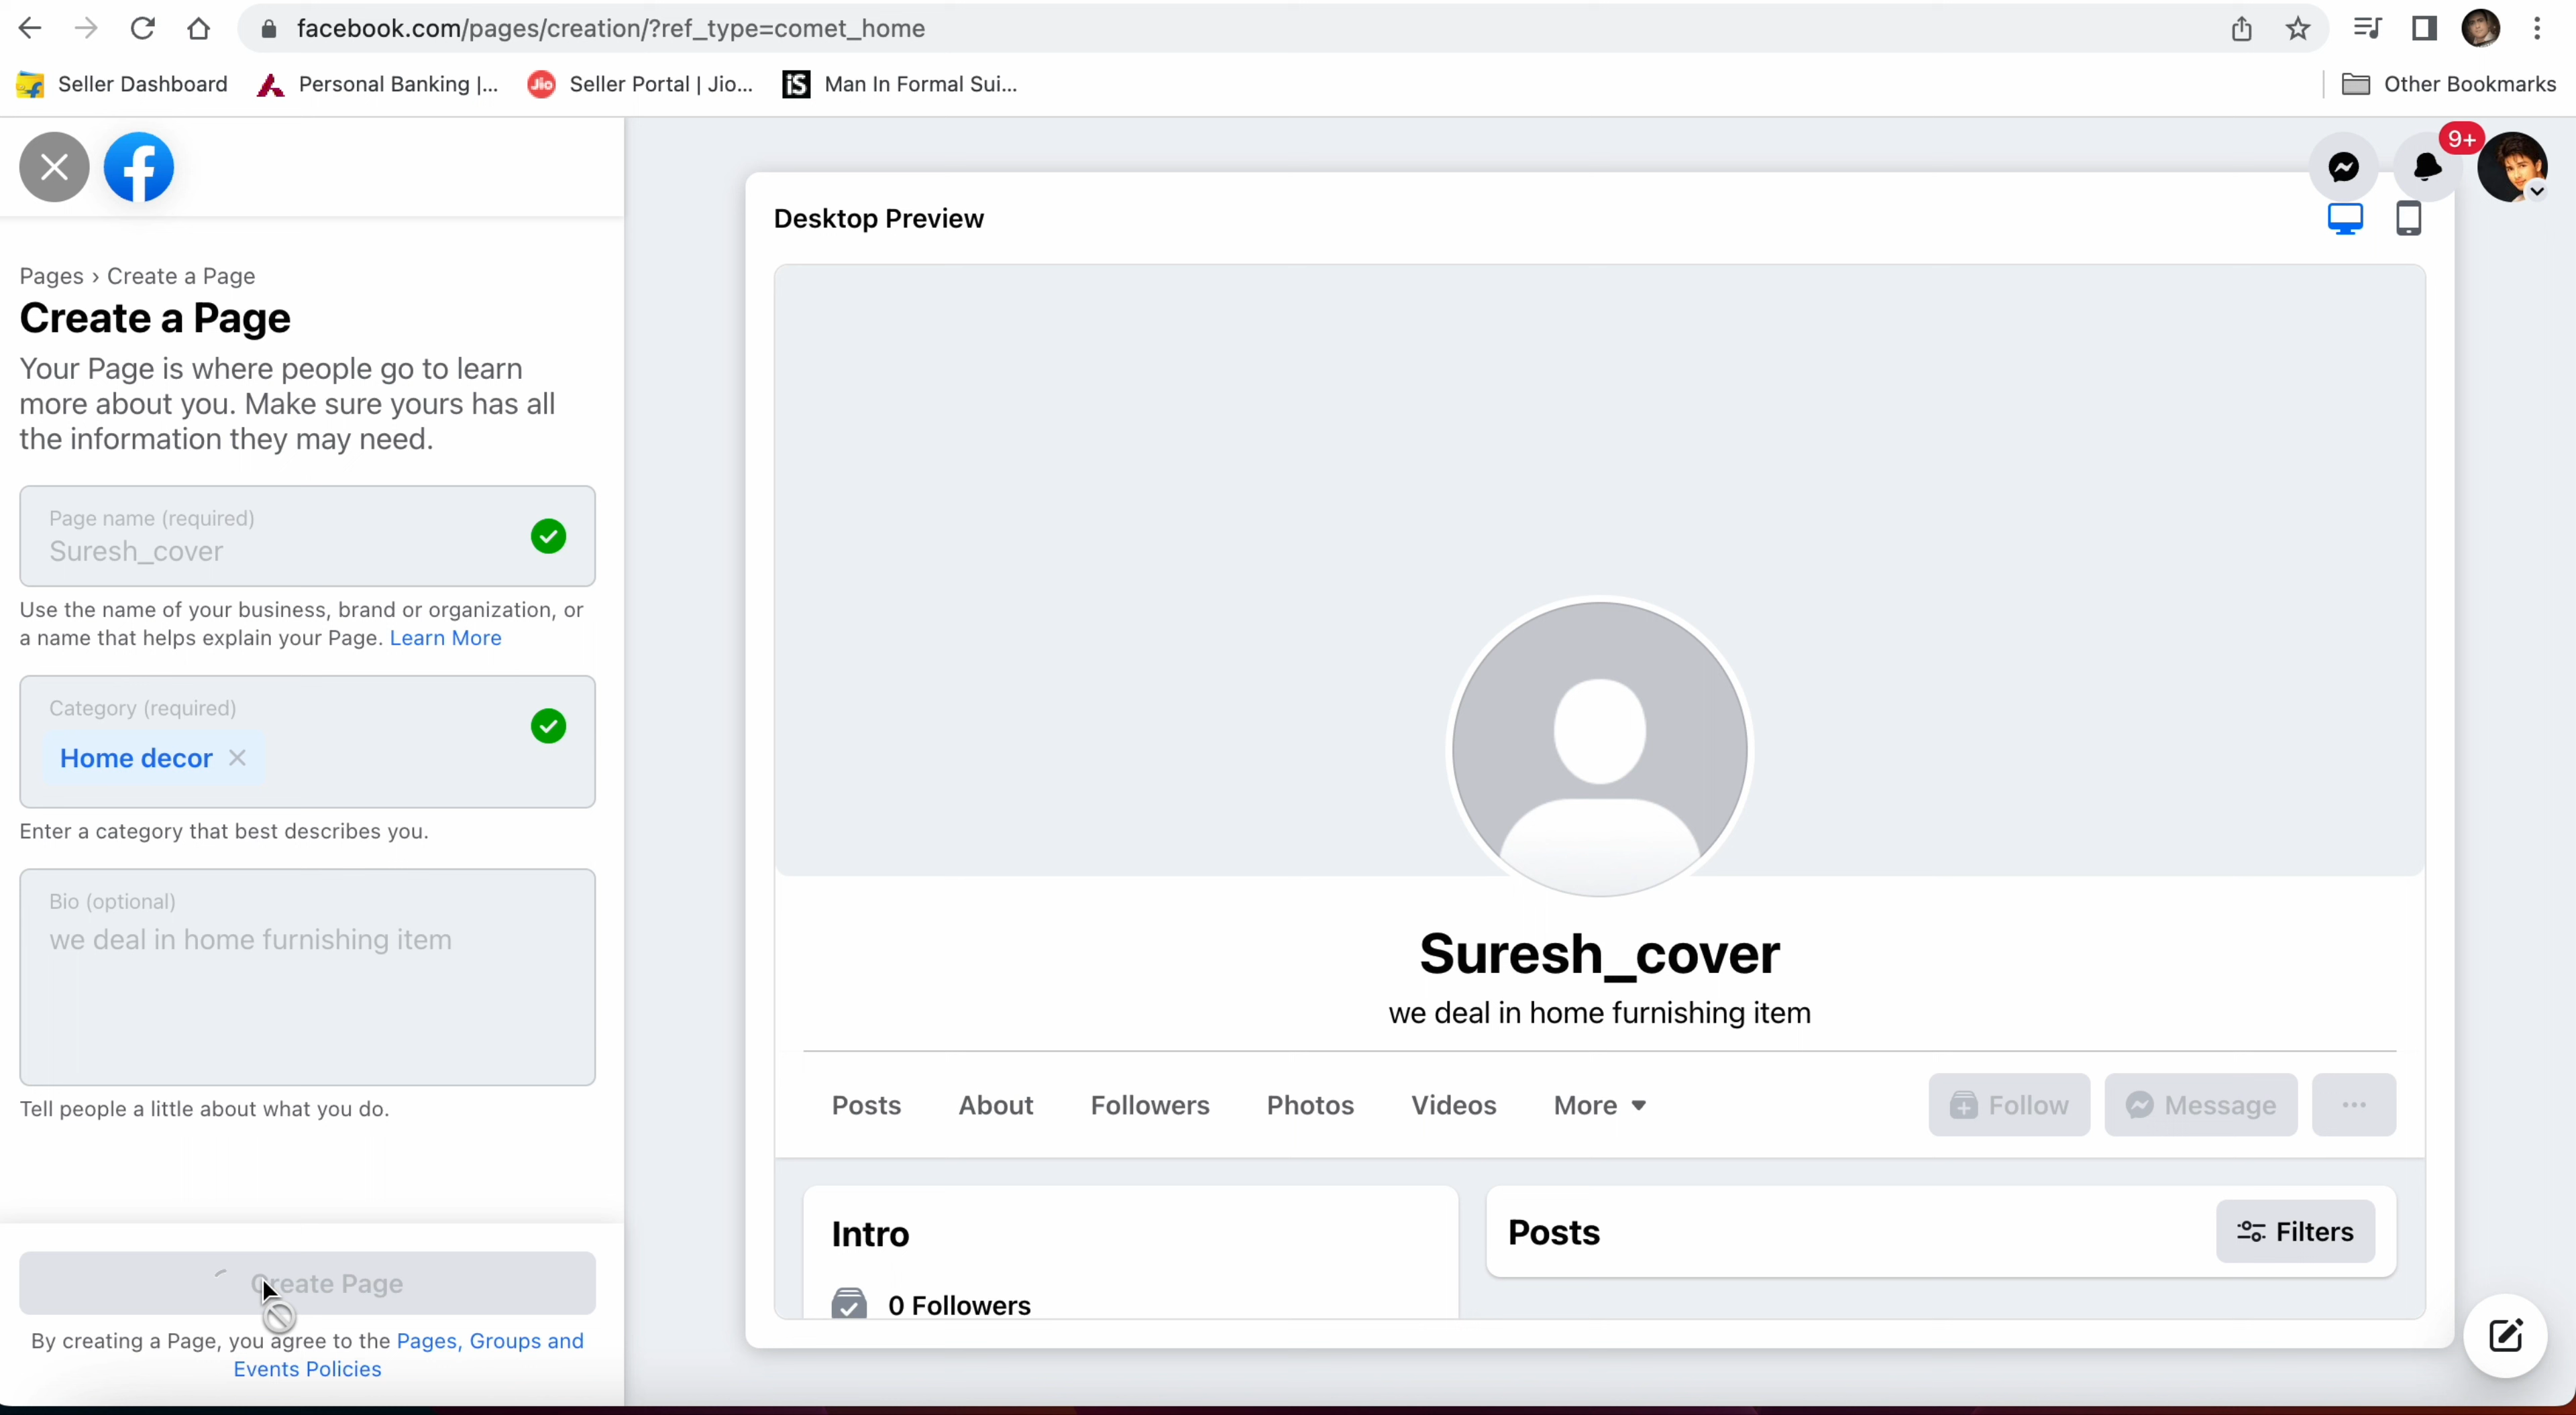 facebook.com/pages/creation/?ref_type=comet_home
Seller Dashboard
Personal Banking |...
Jio
Seller Portal | Jio...
iS
Man In Formal Sui...
Other Bookmarks
9+
Pages › Create a Page
Create a Page
Your Page is where people go to learn
more about you. Make sure yours has all
the information they may need.
Page name (required)
Suresh_cover
Use the name of your business, brand or organization, or
a name that helps explain your Page. Learn More
Category (required)
Home decor
Enter a category that best describes you.
Bio (optional)
we deal in home furnishing item
Tell people a little about what you do.
Create Page
By creating a Page, you agree to the Pages, Groups and
Events Policies
Desktop Preview
Suresh_cover
we deal in home furnishing item
Posts About Followers Photos Videos More
Follow Message
Intro
0 Followers
Posts
Filters